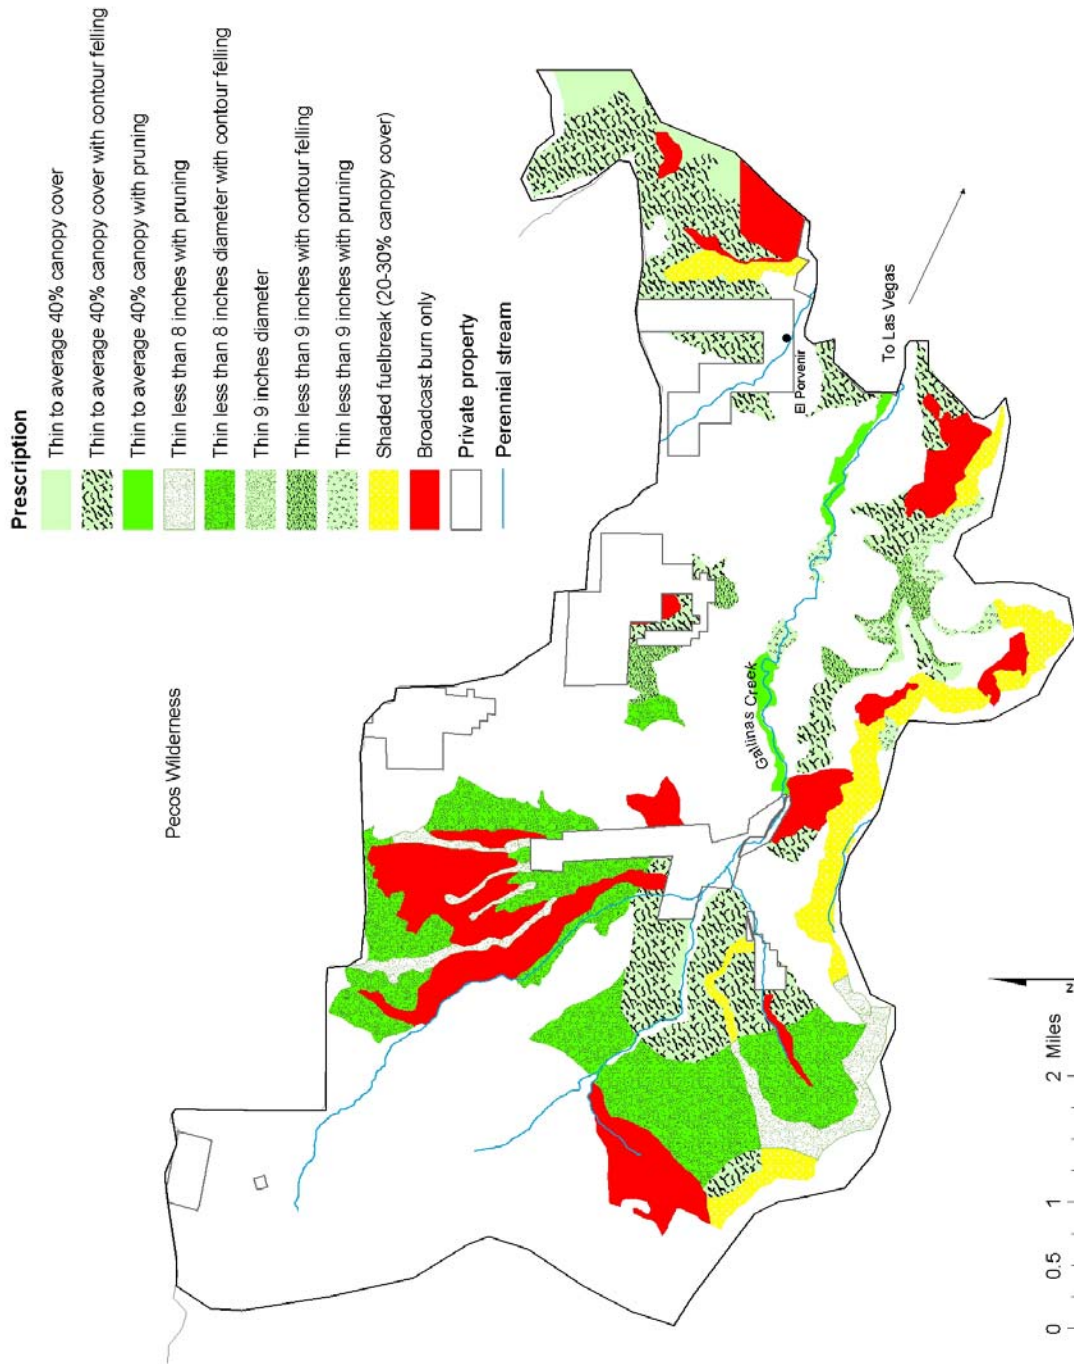 Prescription
Thin to average 40% canopy cover
Thin to average 40% canopy cover with contour felling
Thin to average 40% canopy with pruning
Thin less than 8 inches with pruning
Thin less than 8 inches diameter with contour felling
Thin 9 inches diameter
Thin less than 9 inches with contour felling
Thin less than 9 inches with pruning
Shaded fuelbreak (20-30% canopy cover)
Broadcast burn only
Private property
Perennial stream
Pecos Wilderness
Gallinas Creek
El Porvenir
To Las Vegas
0 0.5 1 2 Miles
N